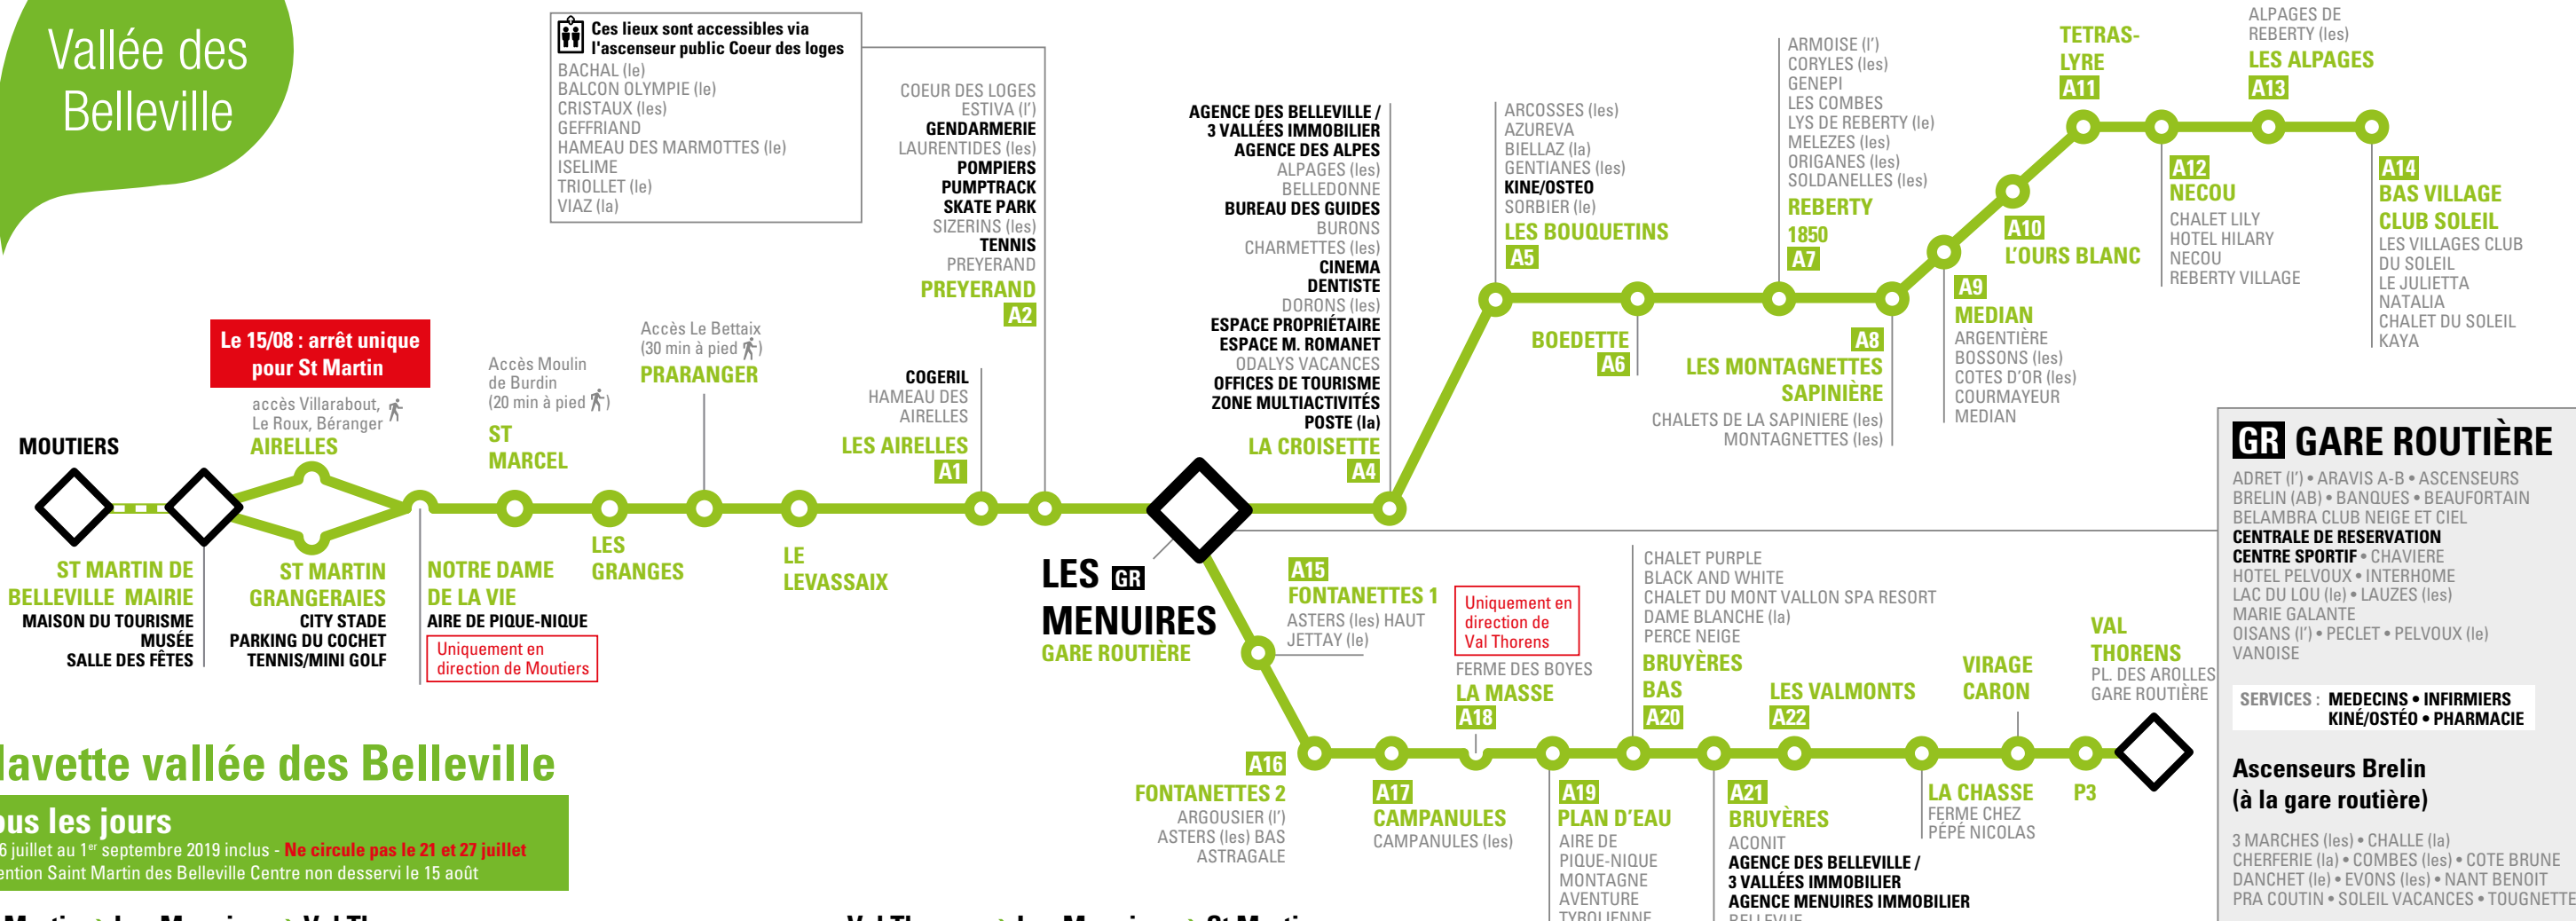 Vallée des
Belleville
Ces lieux sont accessibles via
l'ascenseur public Coeur des loges
BACHAL (le)
BALCON OLYMPIE (le)
CRISTAUX (les)
GEFFRIAND
HAMEAU DES MARMOTTES (le)
ISELIME
TRIOLLET (le)
VIAZ (la)
COEUR DES LOGES
ESTIVA (l')
GENDARMERIE
LAURENTIDES (les)
POMPIERS
PUMPTRACK
SKATE PARK
SIZERINS (les)
TENNIS
PREYERAND
PREYERAND
A2
AGENCE DES BELLEVILLE /
3 VALLÉES IMMOBILIER
AGENCE DES ALPES
ALPAGES (les)
BELLEDONNE
BUREAU DES GUIDES
BURONS
CHARMETTES (les)
CINEMA
DENTISTE
DORONS (les)
ESPACE PROPRIÉTAIRE
ESPACE M. ROMANET
ODALYS VACANCES
OFFICES DE TOURISME
ZONE MULTIACTIVITÉS
POSTE (la)
LA CROISETTE
A4
ARCOSSES (les)
AZUREVA
BIELLAZ (la)
GENTIANES (les)
KINE/OSTEO
SORBIER (le)
LES BOUQUETINS
A5
BOEDETTE
A6
ARMOISE (l')
CORYLES (les)
GENEPI
LES COMBES
LYS DE REBERTY (le)
MELEZES (les)
ORIGANES (les)
SOLDANELLES (les)
REBERTY
1850
A7
A8
LES MONTAGNETTES
SAPINIÈRE
CHALETS DE LA SAPINIERE (les)
MONTAGNETTES (les)
A9
MEDIAN
ARGENTIÈRE
BOSSONS (les)
COTES D'OR (les)
COURMAYEUR
MEDIAN
A10
L'OURS BLANC
TETRAS-
LYRE
A11
A12
NECOU
CHALET LILY
HOTEL HILARY
NECOU
REBERTY VILLAGE
ALPAGES DE
REBERTY (les)
LES ALPAGES
A13
A14
BAS VILLAGE
CLUB SOLEIL
LES VILLAGES CLUB
DU SOLEIL
LE JULIETTA
NATALIA
CHALET DU SOLEIL
KAYA
Le 15/08 : arrêt unique
pour St Martin
accès Villarabout,
Le Roux, Béranger
AIRELLES
MOUTIERS
ST MARTIN DE
BELLEVILLE MAIRIE
MAISON DU TOURISME
MUSÉE
SALLE DES FÊTES
ST MARTIN
GRANGERAIES
CITY STADE
PARKING DU COCHET
TENNIS/MINI GOLF
NOTRE DAME
DE LA VIE
AIRE DE PIQUE-NIQUE
Uniquement en
direction de Moutiers
Accès Moulin
de Burdin
(20 min à pied )
ST
MARCEL
LES
GRANGES
Accès Le Bettaix
(30 min à pied )
PRARANGER
LE
LEVASSAIX
COGERIL
HAMEAU DES
AIRELLES
LES AIRELLES
A1
LES GR
MENUIRES
GARE ROUTIÈRE
A15
FONTANETTES 1
ASTERS (les) HAUT
JETTAY (le)
A16
FONTANETTES 2
ARGOUSIER (l')
ASTERS (les) BAS
ASTRAGALE
A17
CAMPANULES
CAMPANULES (les)
Uniquement en
direction de
Val Thorens
FERME DES BOYES
LA MASSE
A18
A19
PLAN D'EAU
AIRE DE
PIQUE-NIQUE
MONTAGNE
AVENTURE
TYROLIENNE
CHALET PURPLE
BLACK AND WHITE
CHALET DU MONT VALLON SPA RESORT
DAME BLANCHE (la)
PERCE NEIGE
BRUYÈRES
BAS
A20
A21
BRUYÈRES
ACONIT
AGENCE DES BELLEVILLE /
3 VALLÉES IMMOBILIER
AGENCE MENUIRES IMMOBILIER
BELLEVUE
LES VALMONTS
A22
LA CHASSE
FERME CHEZ
PÉPÉ NICOLAS
VIRAGE
CARON
P3
VAL
THORENS
PL. DES AROLLES
GARE ROUTIÈRE
GR GARE ROUTIÈRE
ADRET (l') • ARAVIS A-B • ASCENSEURS
BRELIN (AB) • BANQUES • BEAUFORTAIN
BELAMBRA CLUB NEIGE ET CIEL
CENTRALE DE RESERVATION
CENTRE SPORTIF • CHAVIERE
HOTEL PELVOUX • INTERHOME
LAC DU LOU (le) • LAUZES (les)
MARIE GALANTE
OISANS (l') • PECLET • PELVOUX (le)
VANOISE
SERVICES : MEDECINS • INFIRMIERS
KINÉ/OSTÉO • PHARMACIE
Ascenseurs Brelin
(à la gare routière)
3 MARCHES (les) • CHALLE (la)
CHERFERIE (la) • COMBES (les) • COTE BRUNE
DANCHET (le) • EVONS (les) • NANT BENOIT
PRA COUTIN • SOLEIL VACANCES • TOUGNETTE
lavette vallée des Belleville
ous les jours
6 juillet au 1er septembre 2019 inclus - Ne circule pas le 21 et 27 juillet
ention Saint Martin des Belleville Centre non desservi le 15 août